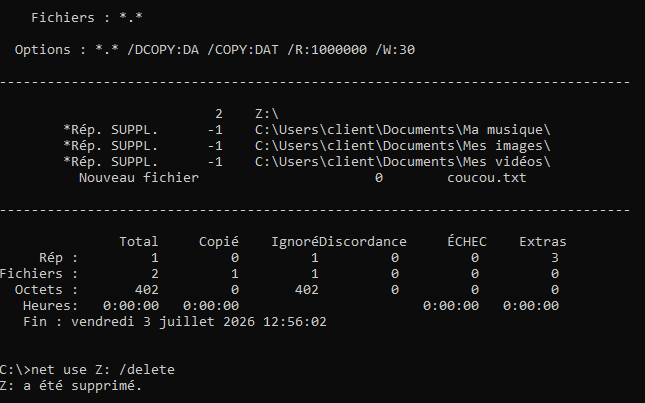 Fichiers : *.*
Options : *.* /DCOPY:DA /COPY:DAT /R:1000000 /W:30
-------------------------------------------------------------------------------
2    Z:\
*Rép. SUPPL.      -1    C:\Users\client\Documents\Ma musique\
*Rép. SUPPL.      -1    C:\Users\client\Documents\Mes images\
*Rép. SUPPL.      -1    C:\Users\client\Documents\Mes vidéos\
Nouveau fichier                      0        coucou.txt
-------------------------------------------------------------------------------
Total     Copié    IgnoréDiscordance     ÉCHEC    Extras
Rép :         1         0         1         0         0         3
Fichiers :         2         1         1         0         0         0
Octets :       402         0       402         0         0         0
Heures:   0:00:00   0:00:00                       0:00:00   0:00:00
Fin : vendredi 3 juillet 2026 12:56:02
C:\>net use Z: /delete
Z: a été supprimé.